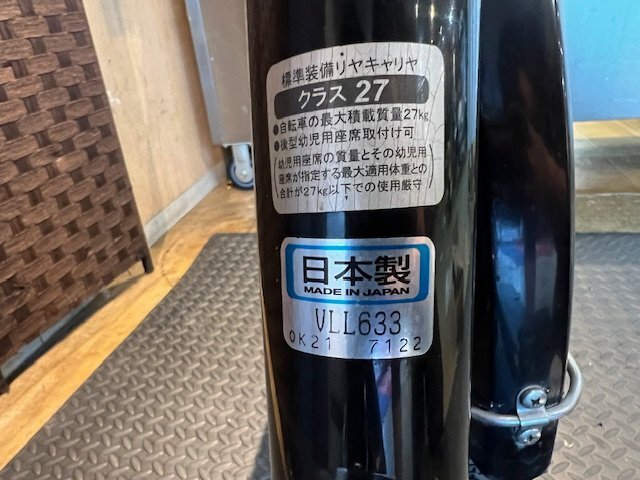 標準装備リヤキャリヤ
クラス 27
●自転車の最大積載質量27kg
●後型幼児用座席取付け可
(幼児用座席の質量とその幼児用
座席が指定する最大適用体重との
合計が27kg以下での使用厳守)
日本製
MADE IN JAPAN
VLL633
0K21 7122